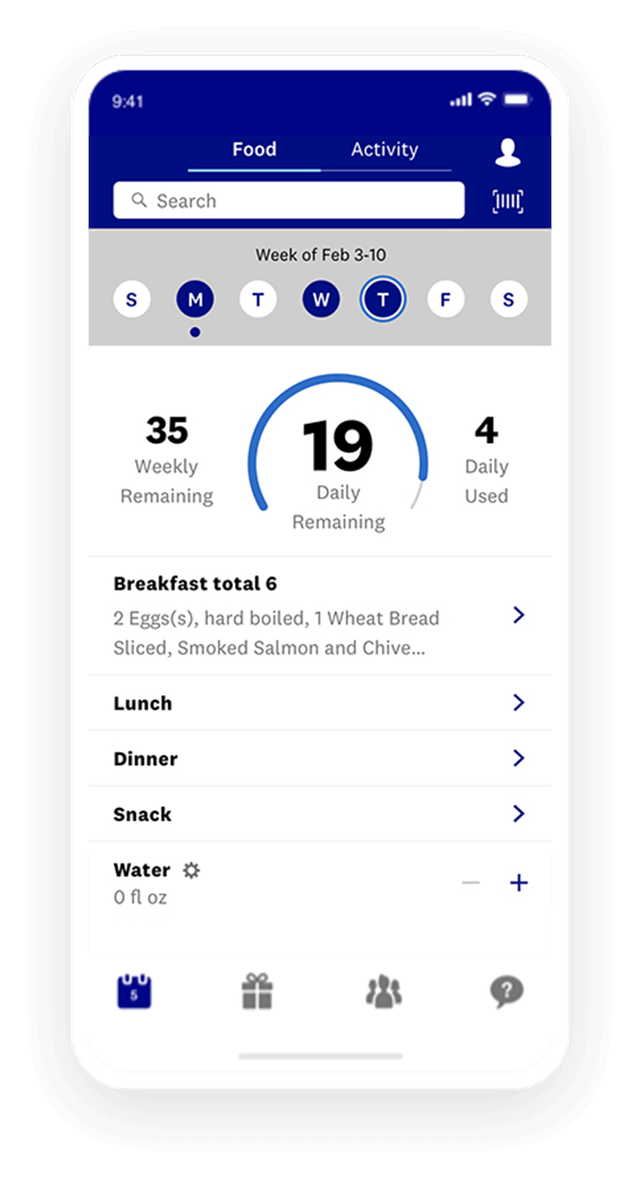 9:41
Food Activity
Search
Week of Feb 3-10
S M T W T F S
35
Weekly
Remaining
19
Daily
Remaining
4
Daily
Used
Breakfast total 6
2 Eggs(s), hard boiled, 1 Wheat Bread
Sliced, Smoked Salmon and Chive...
Lunch
Dinner
Snack
Water
0 fl oz
5
?